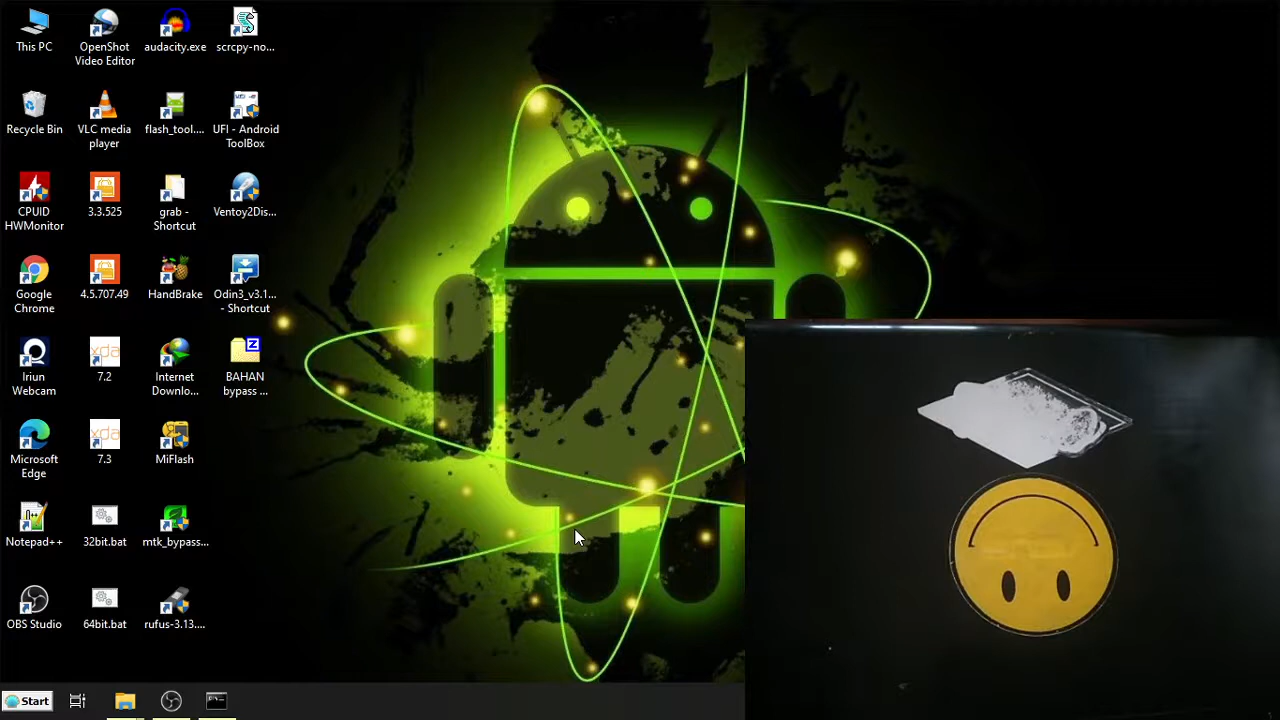 This PC
OpenShot
Video Editor
audacity.exe
scrcpy-no...
Recycle Bin
VLC media
player
flash_tool....
UFI - Android
ToolBox
CPUID
HWMonitor
3.3.525
grab -
Shortcut
Ventoy2Dis...
Google
Chrome
4.5.707.49
HandBrake
Odin3_v3.1...
- Shortcut
Iriun
Webcam
xda
7.2
Internet
Downlo...
Z
BAHAN
bypass ...
Microsoft
Edge
xda
7.3
MiFlash
Notepad++
32bit.bat
mtk_bypass...
OBS Studio
64bit.bat
rufus-3.13....
Start